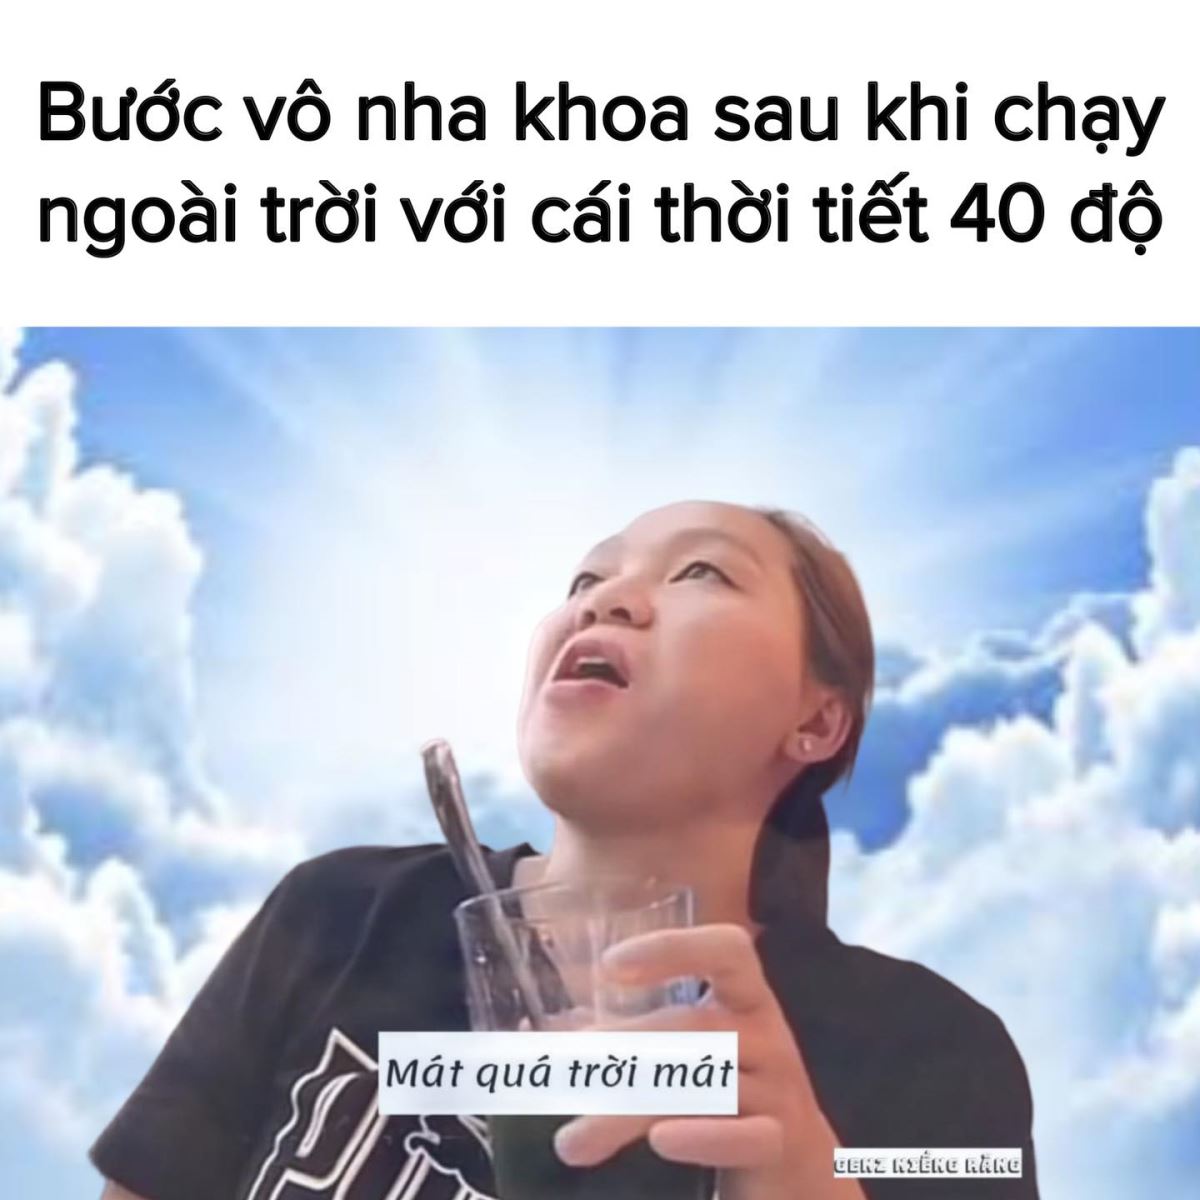 Bước vô nha khoa sau khi chạy
ngoài trời với cái thời tiết 40 độ
Mát quá trời mát
GENZ NIỀNG RĂNG